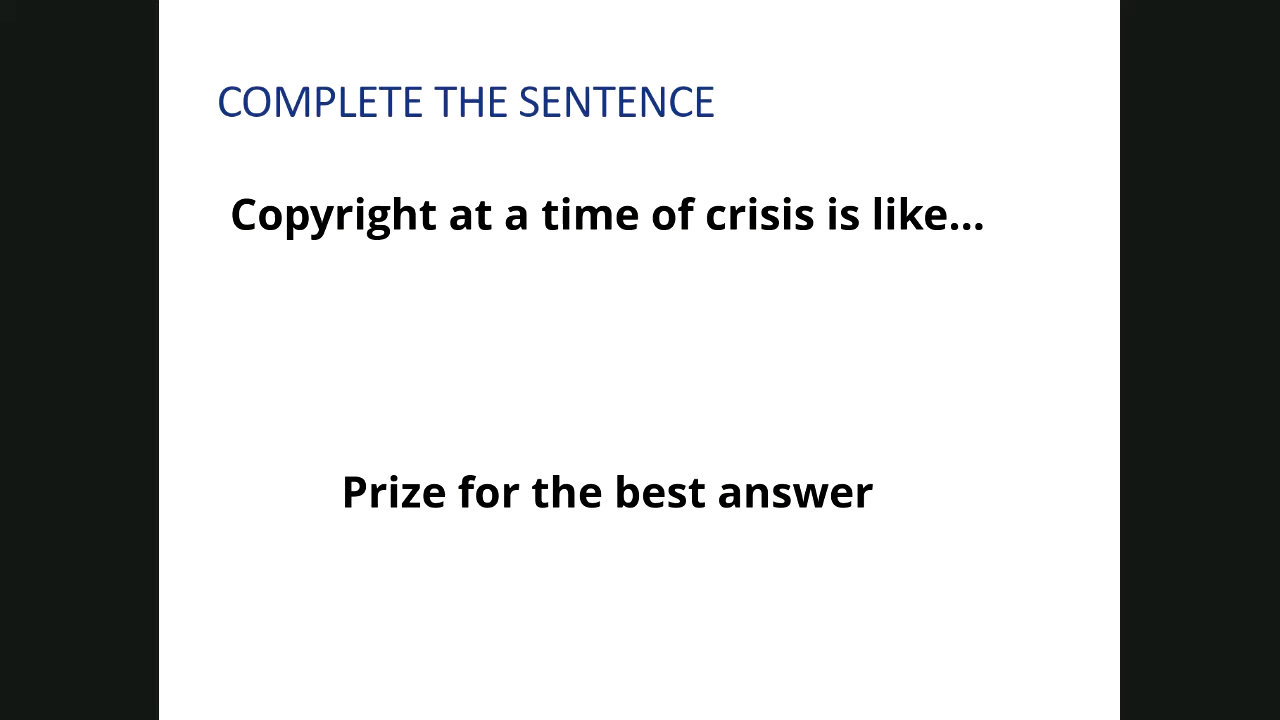 COMPLETE THE SENTENCE
Copyright at a time of crisis is like...
Prize for the best answer